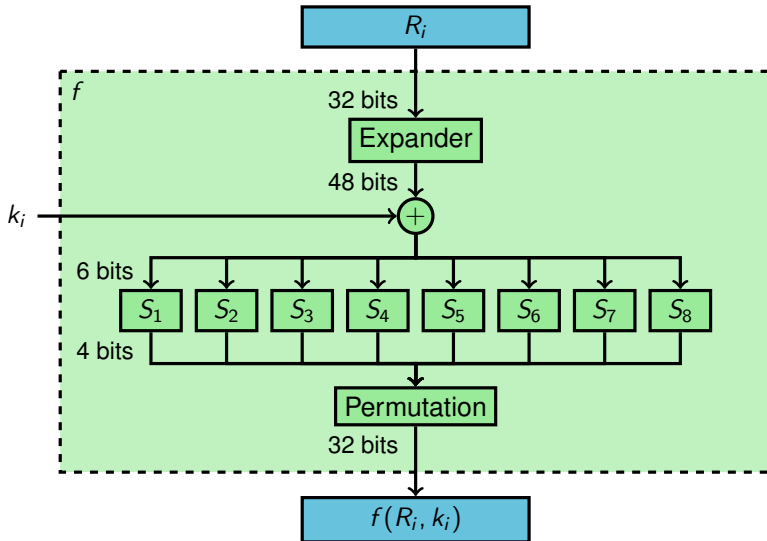 R_i
f
32 bits
Expander
48 bits
k_i
+
6 bits
S_1 S_2 S_3 S_4 S_5 S_6 S_7 S_8
4 bits
Permutation
32 bits
f(R_i, k_i)